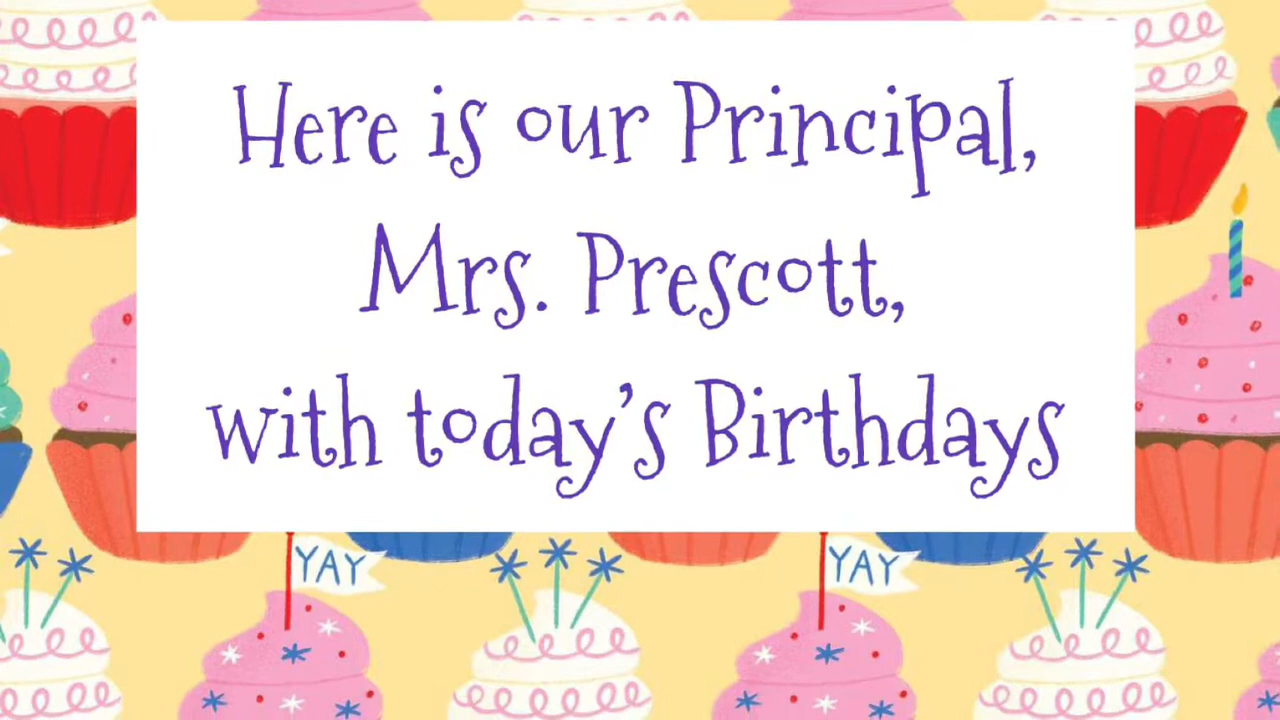 Here is our Principal,
Mrs. Prescott,
with today's Birthdays
YAY
YAY